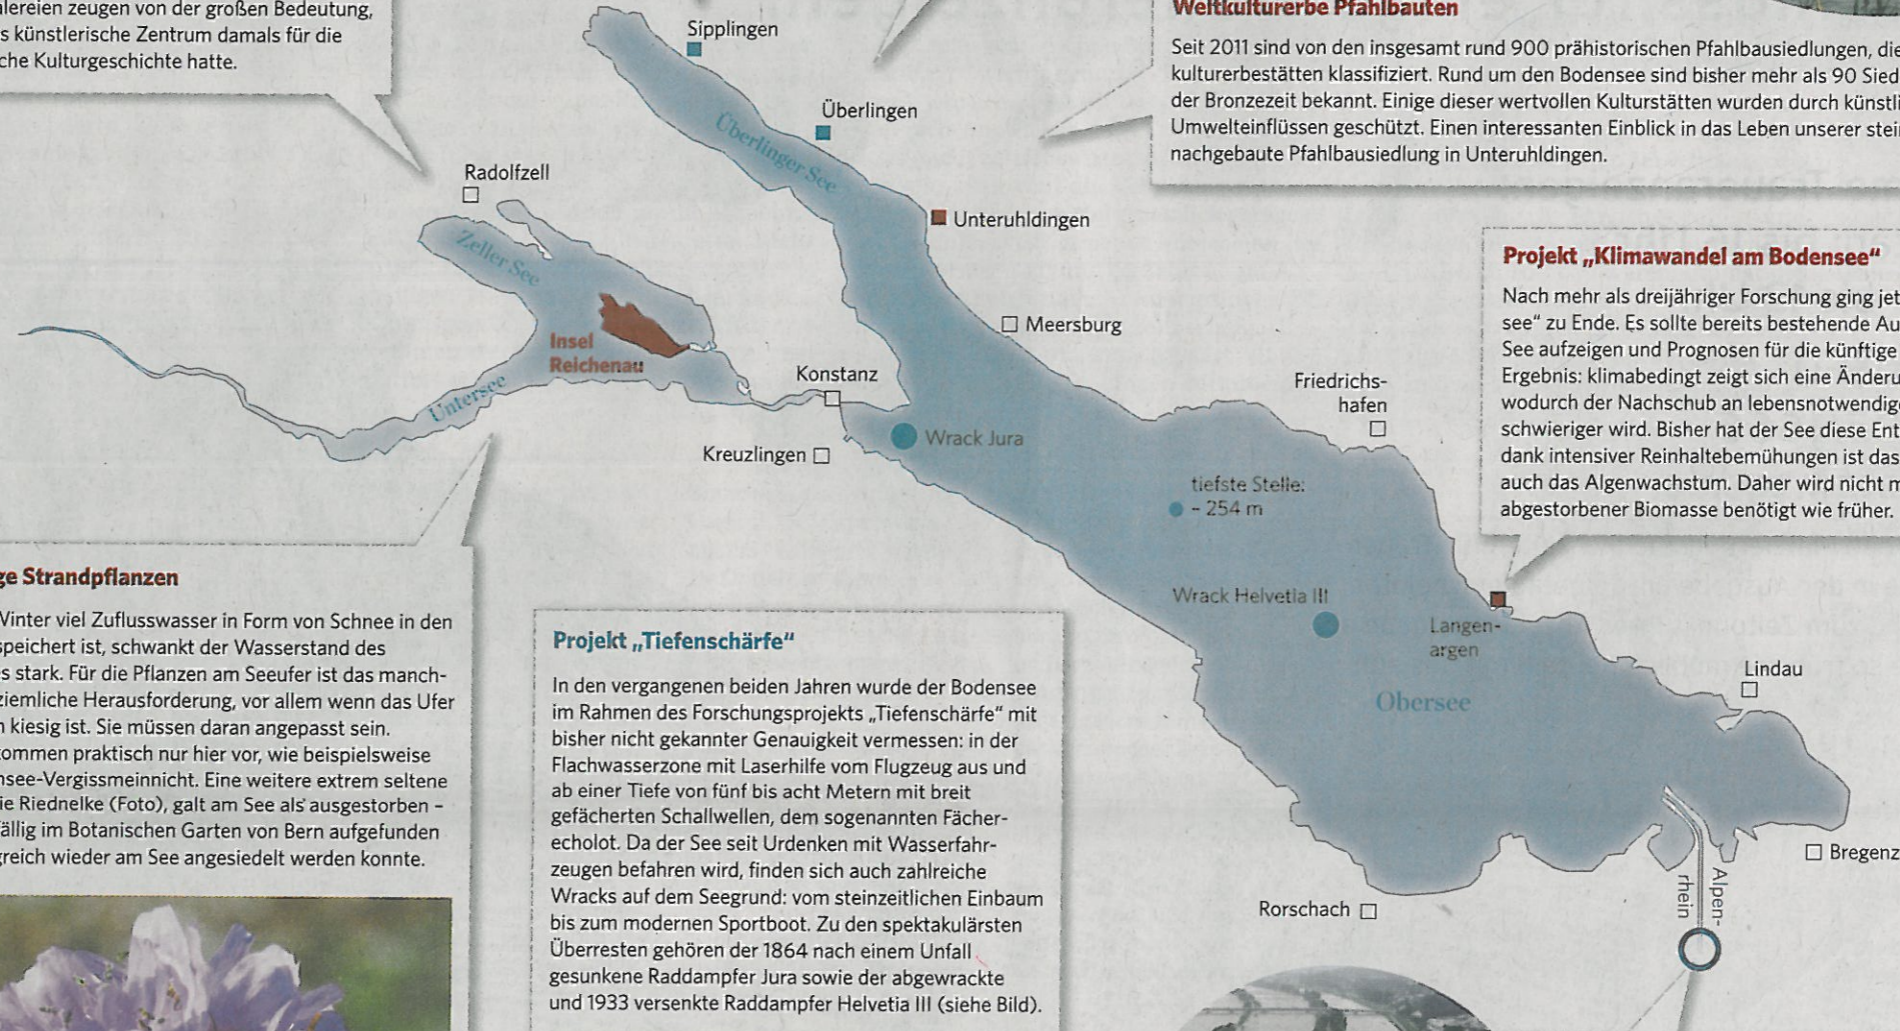 alereien zeugen von der großen Bedeutung,
s künstlerische Zentrum damals für die
che Kulturgeschichte hatte.
Weltkulturerbe Pfahlbauten
Seit 2011 sind von den insgesamt rund 900 prähistorischen Pfahlbausiedlungen, die
kulturerbestätten klassifiziert. Rund um den Bodensee sind bisher mehr als 90 Sied
der Bronzezeit bekannt. Einige dieser wertvollen Kulturstätten wurden durch künstli
Umwelteinflüssen geschützt. Einen interessanten Einblick in das Leben unserer stei
nachgebaute Pfahlbausiedlung in Unteruhldingen.
Sipplingen
Überlingen
Überlinger See
Radolfzell
Unteruhldingen
Zeller See
Insel
Reichenau
Untersee
Meersburg
Konstanz
Kreuzlingen
Wrack Jura
Friedrichs-
hafen
tiefste Stelle:
- 254 m
Wrack Helvetia III
Langen-
argen
Obersee
Lindau
Bregenz
Rorschach
Alpen-
rhein
Projekt „Klimawandel am Bodensee“
Nach mehr als dreijähriger Forschung ging jet
see“ zu Ende. Es sollte bereits bestehende Au
See aufzeigen und Prognosen für die künftige
Ergebnis: klimabedingt zeigt sich eine Änderu
wodurch der Nachschub an lebensnotwendige
schwieriger wird. Bisher hat der See diese Ent
dank intensiver Reinhaltebemühungen ist das
auch das Algenwachstum. Daher wird nicht m
abgestorbener Biomasse benötigt wie früher.
ge Strandpflanzen
Winter viel Zuflusswasser in Form von Schnee in den
speichert ist, schwankt der Wasserstand des
s stark. Für die Pflanzen am Seeufer ist das manch-
ziemliche Herausforderung, vor allem wenn das Ufer
n kiesig ist. Sie müssen daran angepasst sein.
ommen praktisch nur hier vor, wie beispielsweise
nsee-Vergissmeinnicht. Eine weitere extrem seltene
ie Riednelke (Foto), galt am See als ausgestorben –
ällig im Botanischen Garten von Bern aufgefunden
greich wieder am See angesiedelt werden konnte.
Projekt „Tiefenschärfe“
In den vergangenen beiden Jahren wurde der Bodensee
im Rahmen des Forschungsprojekts „Tiefenschärfe“ mit
bisher nicht gekannter Genauigkeit vermessen: in der
Flachwasserzone mit Laserhilfe vom Flugzeug aus und
ab einer Tiefe von fünf bis acht Metern mit breit
gefächerten Schallwellen, dem sogenannten Fächer-
echolot. Da der See seit Urdenken mit Wasserfahr-
zeugen befahren wird, finden sich auch zahlreiche
Wracks auf dem Seegrund: vom steinzeitlichen Einbaum
bis zum modernen Sportboot. Zu den spektakulärsten
Überresten gehören der 1864 nach einem Unfall
gesunkene Raddampfer Jura sowie der abgewrackte
und 1933 versenkte Raddampfer Helvetia III (siehe Bild).